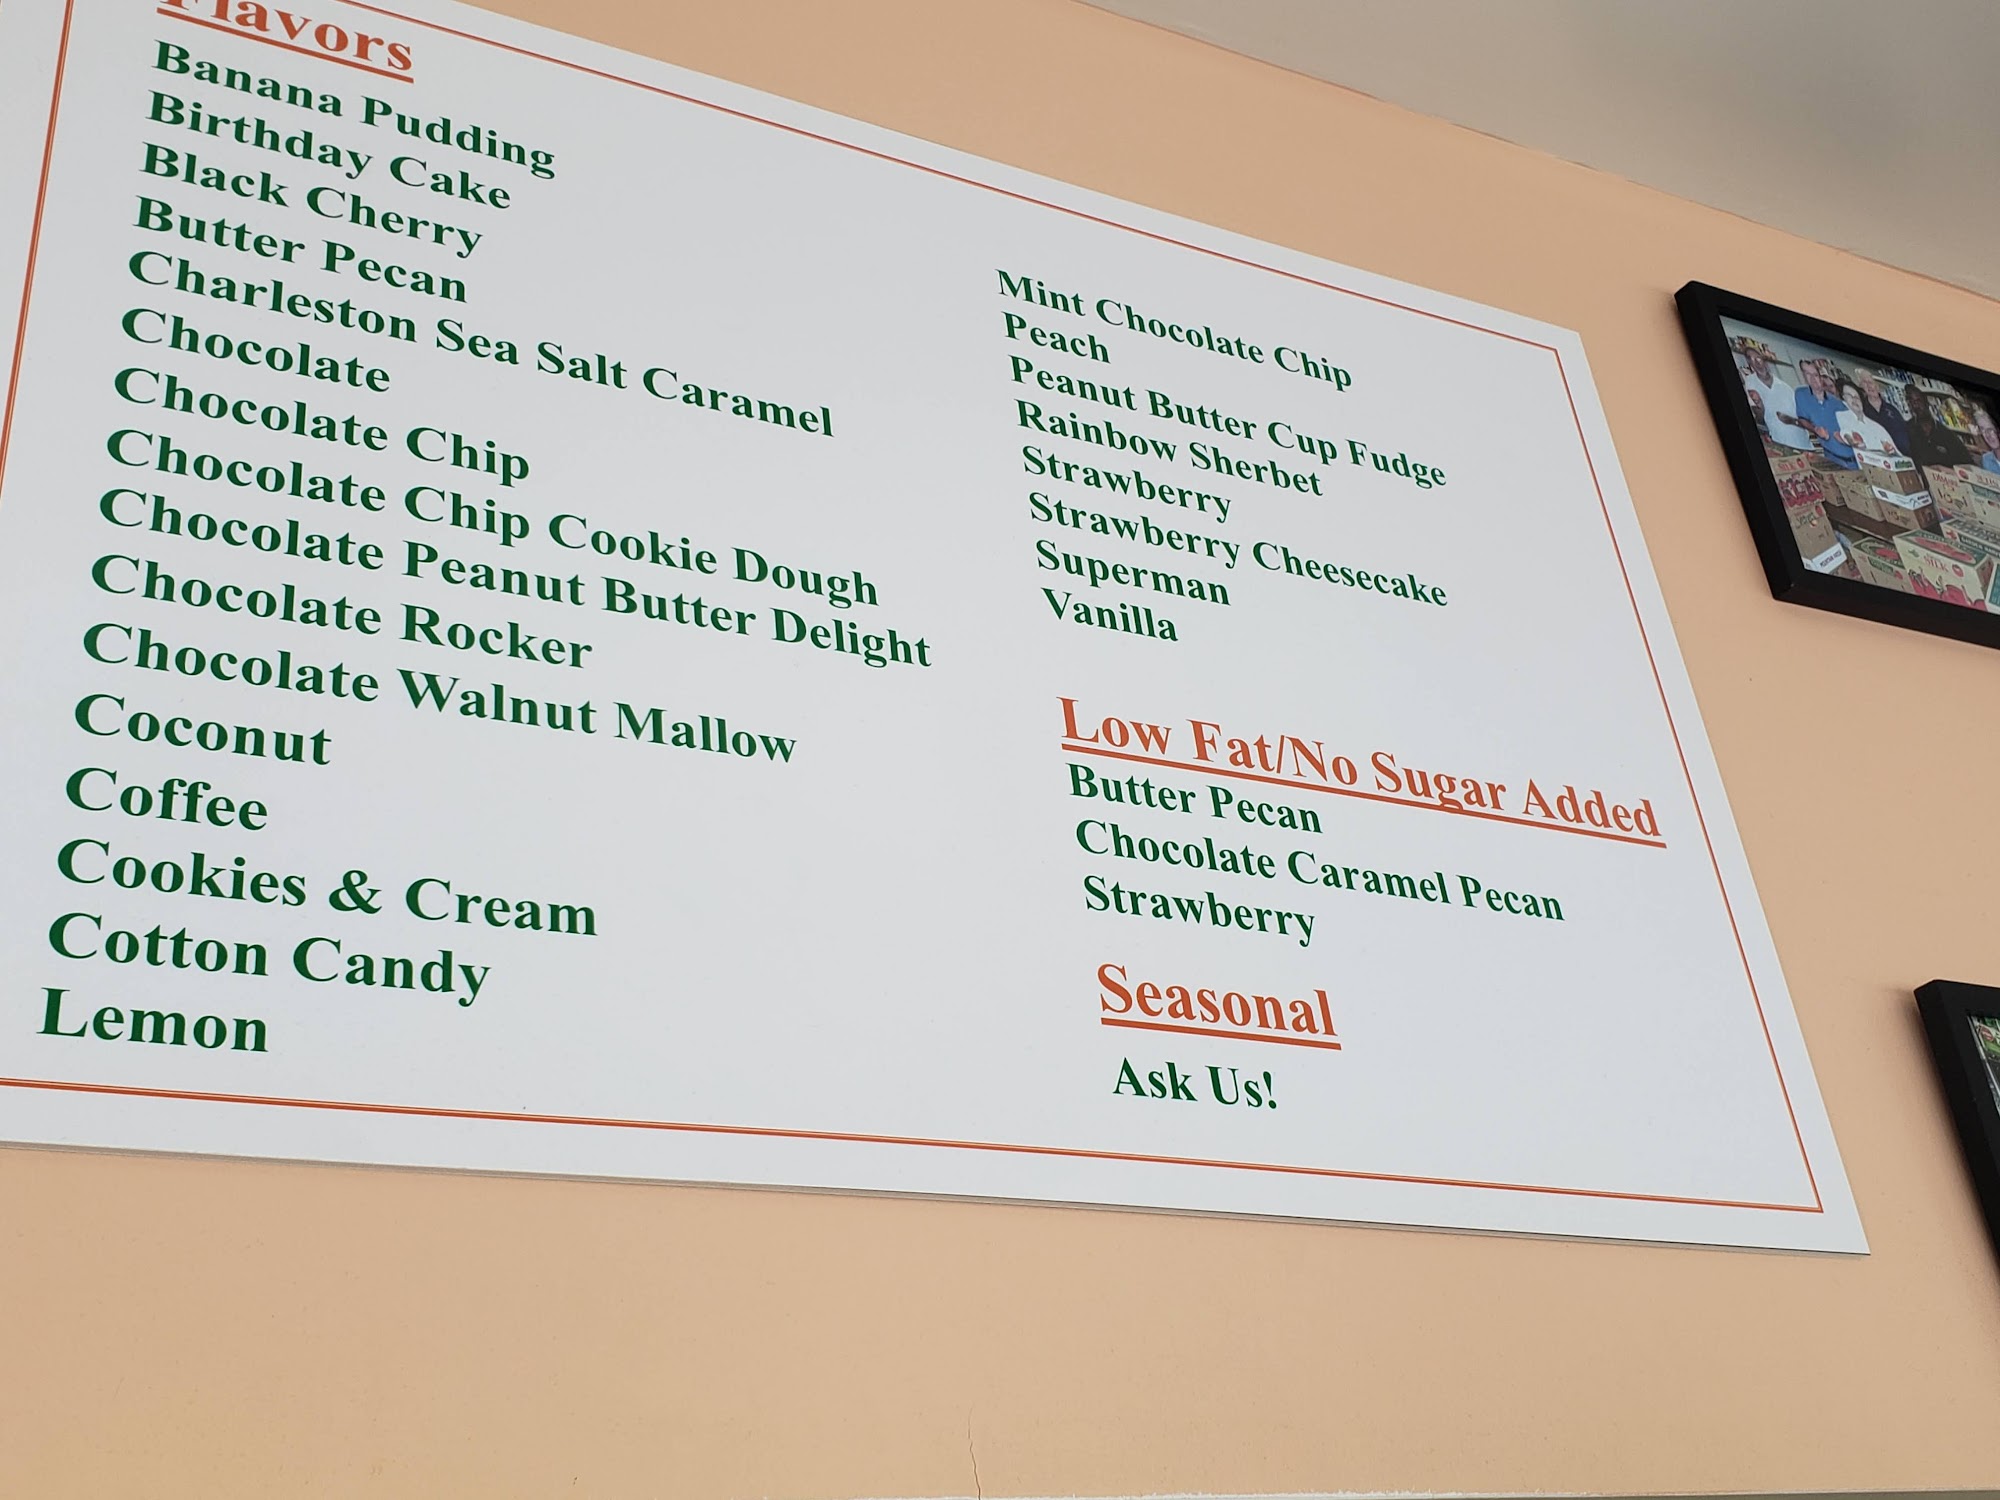 Flavors
Banana Pudding
Birthday Cake
Black Cherry
Butter Pecan
Charleston Sea Salt Caramel
Chocolate
Chocolate Chip
Chocolate Chip Cookie Dough
Chocolate Peanut Butter Delight
Chocolate Rocker
Chocolate Walnut Mallow
Coconut
Coffee
Cookies & Cream
Cotton Candy
Lemon
Mint Chocolate Chip
Peach
Peanut Butter Cup Fudge
Rainbow Sherbet
Strawberry
Strawberry Cheesecake
Superman
Vanilla
Low Fat/No Sugar Added
Butter Pecan
Chocolate Caramel Pecan
Strawberry
Seasonal
Ask Us!